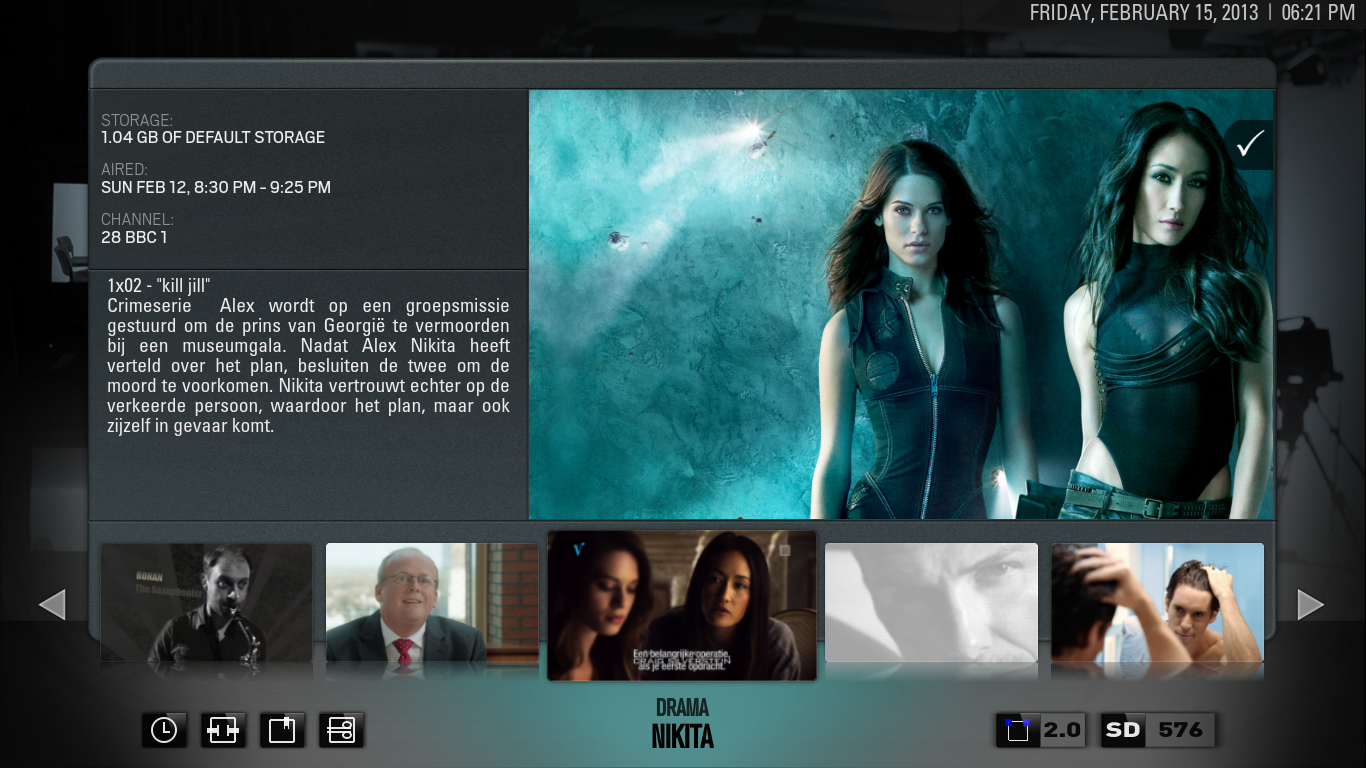 FRIDAY, FEBRUARY 15, 2013 | 06:21 PM
STORAGE:
1.04 GB OF DEFAULT STORAGE
AIRED:
SUN FEB 12, 8:30 PM - 9:25 PM
CHANNEL:
28 BBC 1
1x02 - "kill jill"
Crimeserie Alex wordt op een groepsmissie
gestuurd om de prins van Georgië te vermoorden
bij een museumgala. Nadat Alex Nikita heeft
verteld over het plan, besluiten de twee om de
moord te voorkomen. Nikita vertrouwt echter op de
verkeerde persoon, waardoor het plan, maar ook
zijzelf in gevaar komt.
RONAN
The Saxophonist
V
Een belangrijke operatie,
CRAIG SILVERSTEIN
als je eerste opdracht.
DRAMA
NIKITA
2.0
SD 576